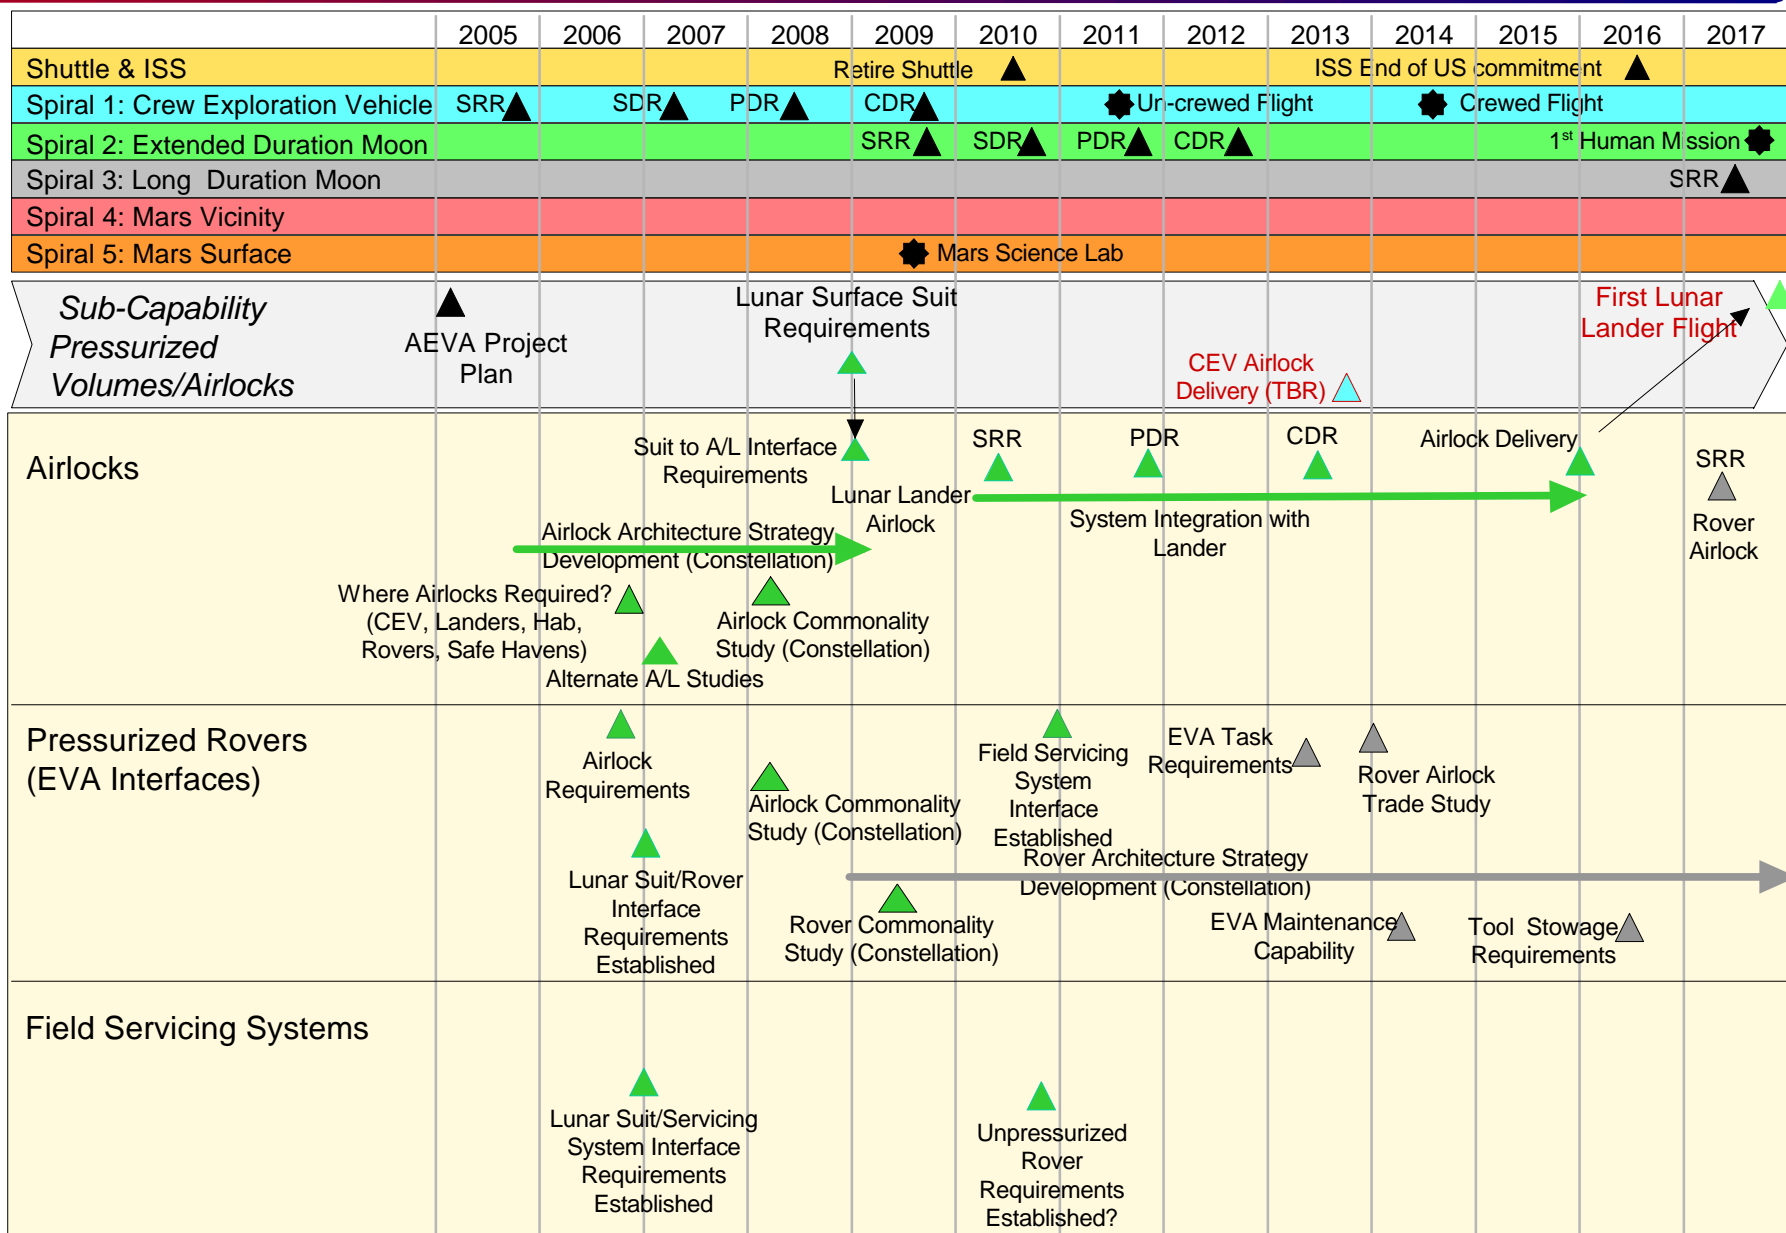 2005 2006 2007 2008 2009 2010 2011 2012 2013 2014 2015 2016 2017
Shuttle & ISS Retire Shuttle ISS End of US commitment
Spiral 1: Crew Exploration Vehicle SRR SDR PDR CDR Un-crewed Flight Crewed Flight
Spiral 2: Extended Duration Moon SRR SDR PDR CDR 1st Human Mission
Spiral 3: Long Duration Moon SRR
Spiral 4: Mars Vicinity
Spiral 5: Mars Surface Mars Science Lab
Sub-Capability
Pressurized
Volumes/Airlocks
AEVA Project
Plan
Lunar Surface Suit
Requirements
CEV Airlock
Delivery (TBR)
First Lunar
Lander Flight
Airlocks
Suit to A/L Interface
Requirements
SRR
PDR
CDR
Airlock Delivery
SRR
Lunar Lander
Airlock
System Integration with
Lander
Rover
Airlock
Airlock Architecture Strategy
Development (Constellation)
Where Airlocks Required?
(CEV, Landers, Hab,
Rovers, Safe Havens)
Airlock Commonality
Study (Constellation)
Alternate A/L Studies
Pressurized Rovers
(EVA Interfaces)
Airlock
Requirements
Airlock Commonality
Study (Constellation)
Field Servicing
System
Interface
Established
EVA Task
Requirements
Rover Airlock
Trade Study
Lunar Suit/Rover
Interface
Requirements
Established
Rover Architecture Strategy
Development (Constellation)
Rover Commonality
Study (Constellation)
EVA Maintenance
Capability
Tool Stowage
Requirements
Field Servicing Systems
Lunar Suit/Servicing
System Interface
Requirements
Established
Unpressurized
Rover
Requirements
Established?